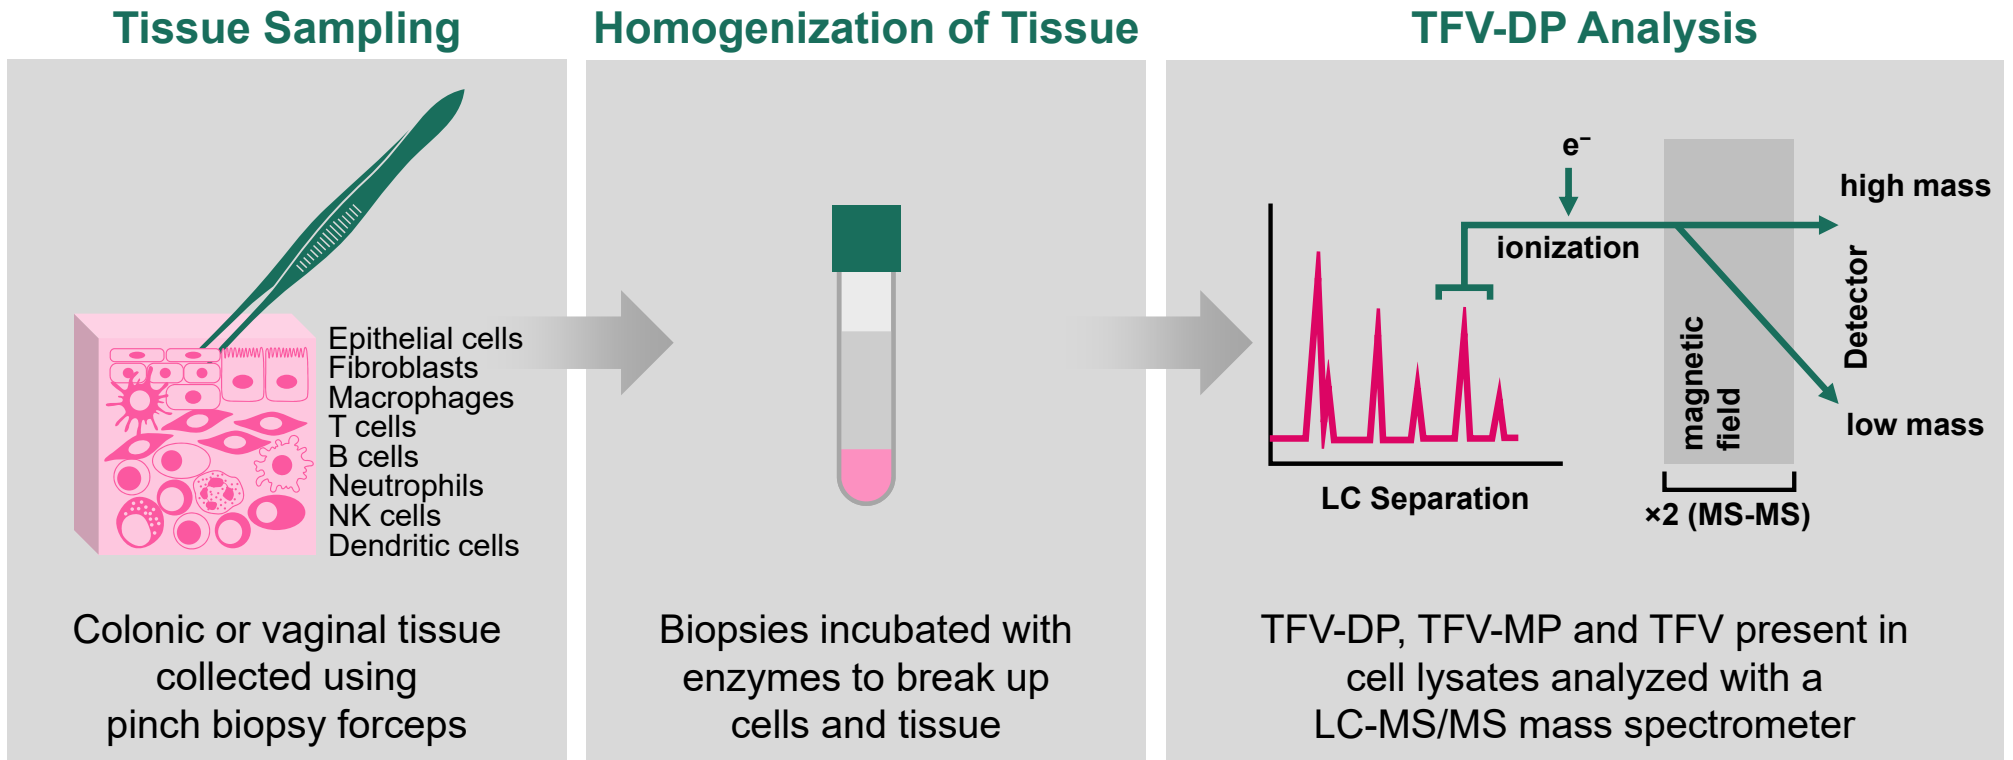 Tissue Sampling
Epithelial cells
Fibroblasts
Macrophages
T cells
B cells
Neutrophils
NK cells
Dendritic cells
Colonic or vaginal tissue
collected using
pinch biopsy forceps
Homogenization of Tissue
Biopsies incubated with
enzymes to break up
cells and tissue
TFV-DP Analysis
e⁻
ionization
high mass
Detector
low mass
magnetic
field
LC Separation
×2 (MS-MS)
TFV-DP, TFV-MP and TFV present in
cell lysates analyzed with a
LC-MS/MS mass spectrometer